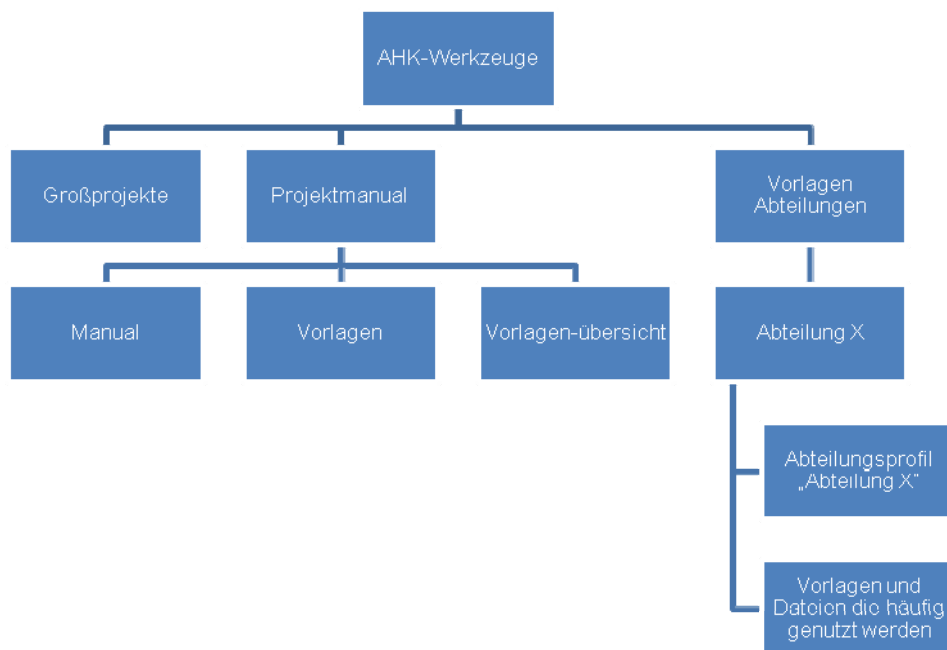 AHK-Werkzeuge
Großprojekte
Projektmanual
Vorlagen
Abteilungen
Manual
Vorlagen
Vorlagen-übersicht
Abteilung X
Abteilungsprofil
„Abteilung X“
Vorlagen und
Dateien die häufig
genutzt werden